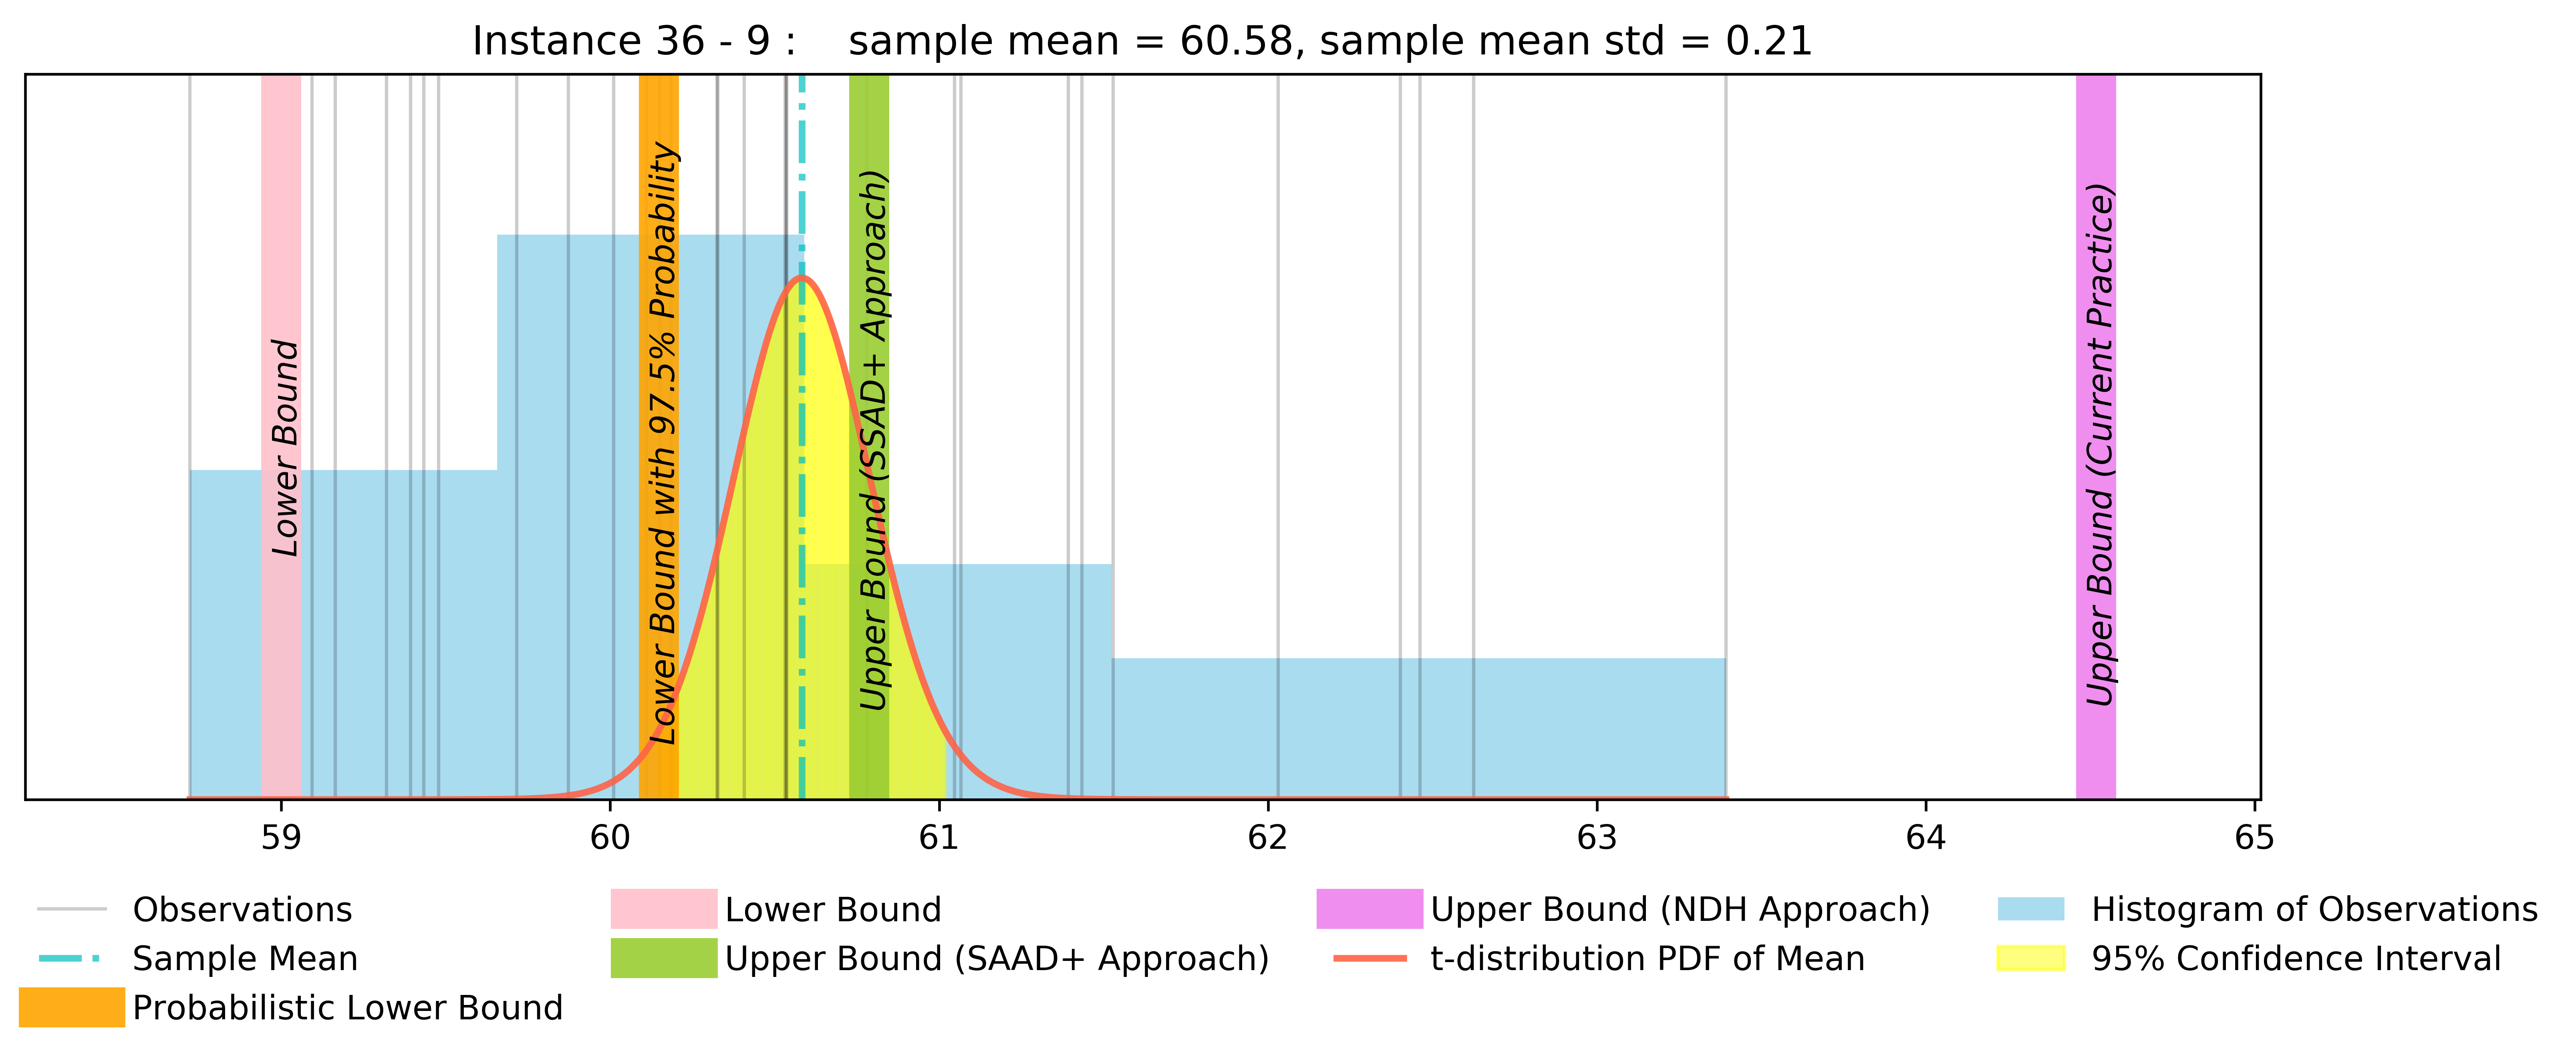 Instance 36 - 9 :    sample mean = 60.58, sample mean std = 0.21
Lower Bound
Lower Bound with 97.5% Probability
Upper Bound (SSAD+ Approach)
Upper Bound (Current Practice)
59 60 61 62 63 64 65
Observations
Sample Mean
Probabilistic Lower Bound
Lower Bound
Upper Bound (SAAD+ Approach)
Upper Bound (NDH Approach)
t-distribution PDF of Mean
Histogram of Observations
95% Confidence Interval